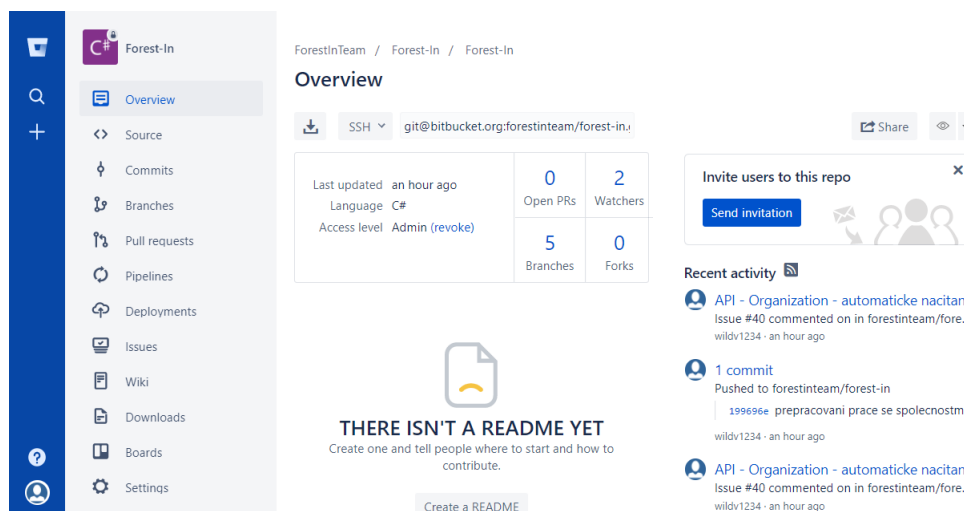 C#
Forest-In
Overview
Source
Commits
Branches
Pull requests
Pipelines
Deployments
Issues
Wiki
Downloads
Boards
Settings
ForestInTeam / Forest-In / Forest-In
Overview
SSH
git@bitbucket.org:forestinteam/forest-in.
Share
Last updated an hour ago
Language C#
Access level Admin (revoke)
0
Open PRs
2
Watchers
5
Branches
0
Forks
THERE ISN'T A README YET
Create one and tell people where to start and how to
contribute.
Create a README
Invite users to this repo
Send invitation
Recent activity
API - Organization - automaticke nacitan
Issue #40 commented on in forestinteam/fore.
wildv1234 · an hour ago
1 commit
Pushed to forestinteam/forest-in
199696e prepracovani prace se spolecnostm
wildv1234 · an hour ago
API - Organization - automaticke nacitan
Issue #40 commented on in forestinteam/fore.
wildv1234 · an hour ago